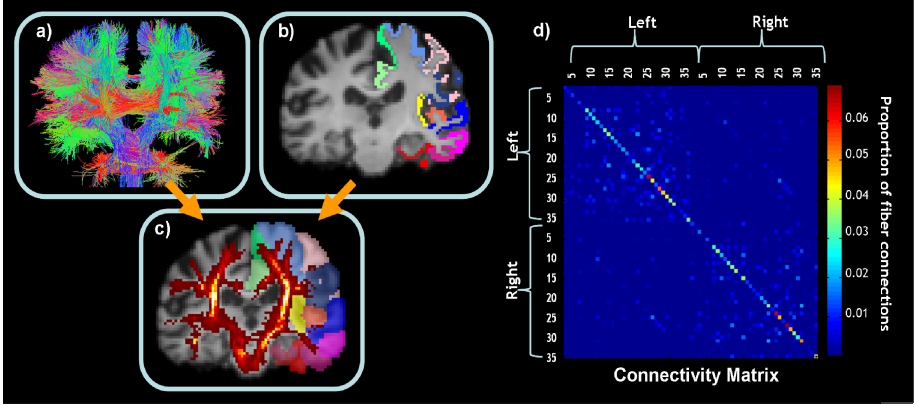 a)
b)
c)
d)
Left
Right
5 10 15 20 25 30 35 5 10 15 20 25 30 35
Left
5
10
15
20
25
30
35
Right
5
10
15
20
25
30
35
0.06
0.05
0.04
0.03
0.02
0.01
Proportion of fiber connections
Connectivity Matrix